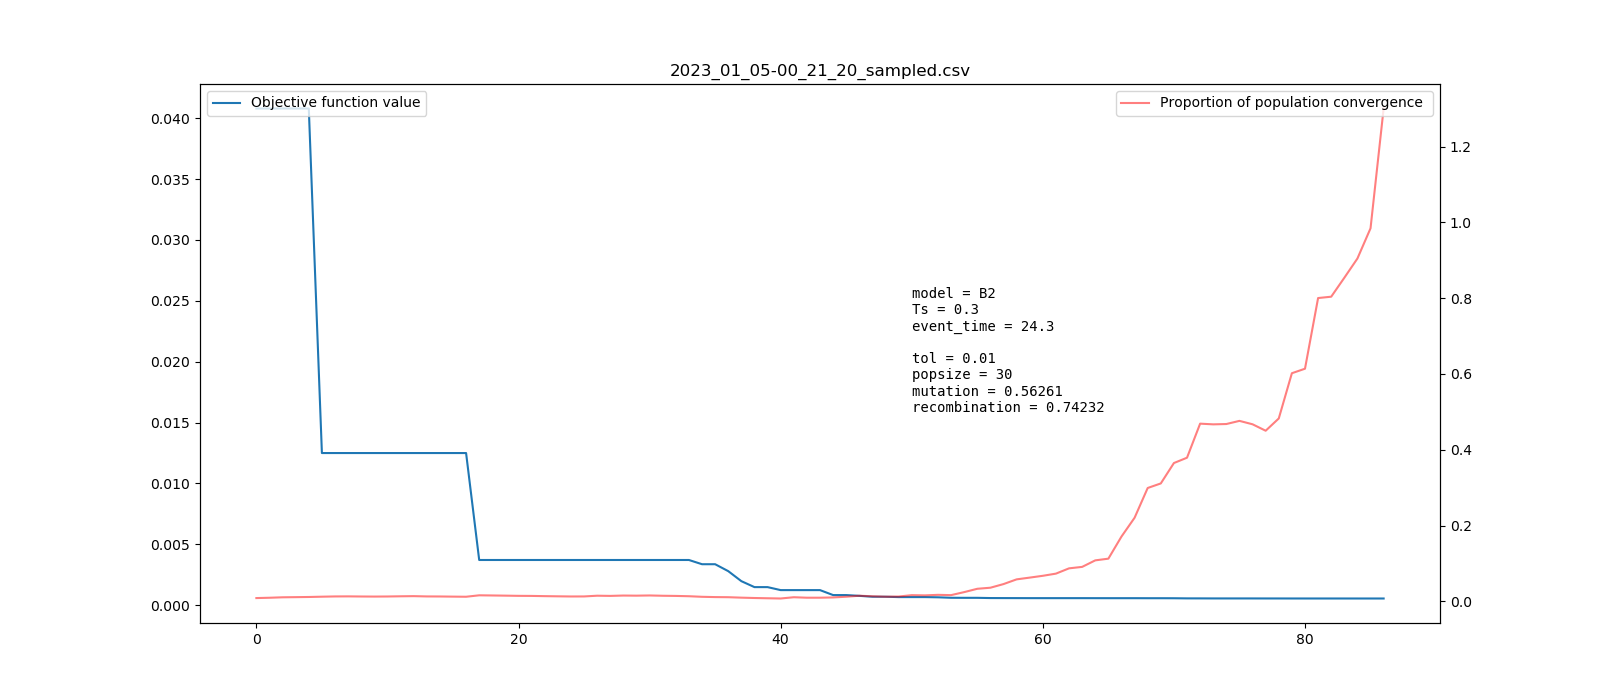 2023_01_05-00_21_20_sampled.csv
Objective function value
Proportion of population convergence
0.040
0.035
0.030
0.025
0.020
0.015
0.010
0.005
0.000
model = B2
Ts = 0.3
event_time = 24.3
tol = 0.01
popsize = 30
mutation = 0.56261
recombination = 0.74232
1.2
1.0
0.8
0.6
0.4
0.2
0.0
0 20 40 60 80